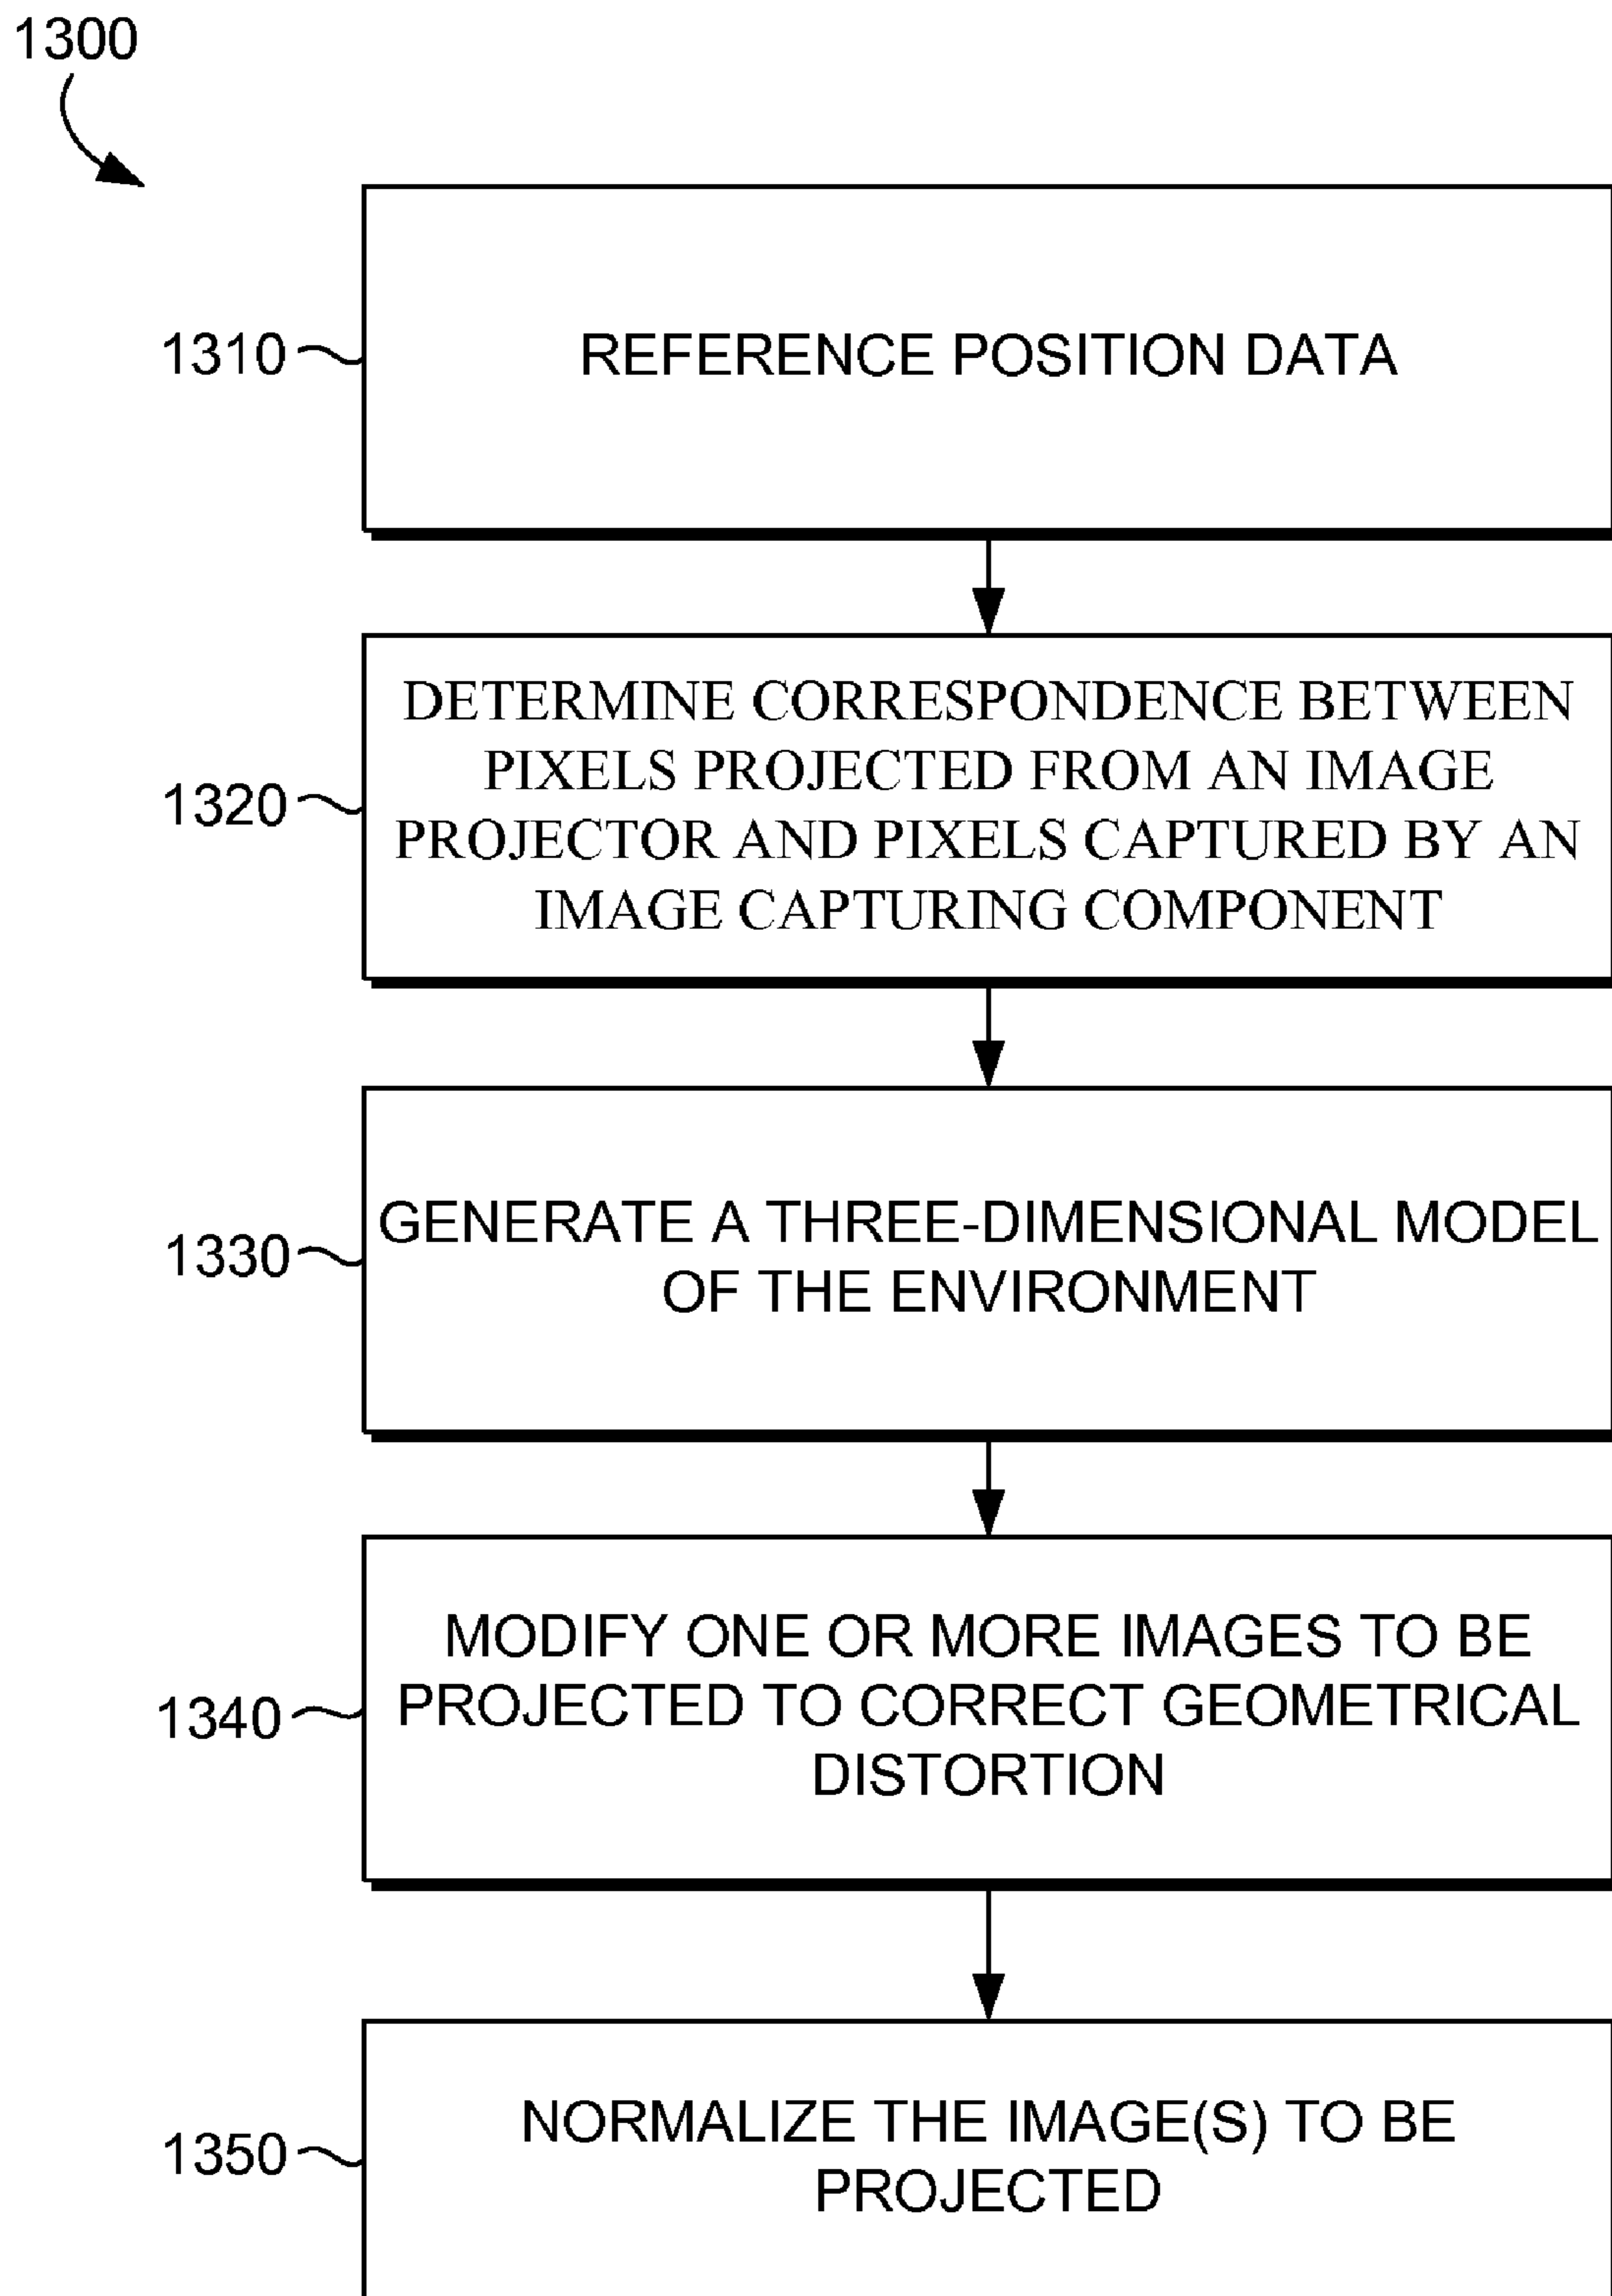 1300
1310
REFERENCE POSITION DATA
1320
DETERMINE CORRESPONDENCE BETWEEN
PIXELS PROJECTED FROM AN IMAGE
PROJECTOR AND PIXELS CAPTURED BY AN
IMAGE CAPTURING COMPONENT
1330
GENERATE A THREE-DIMENSIONAL MODEL
OF THE ENVIRONMENT
1340
MODIFY ONE OR MORE IMAGES TO BE
PROJECTED TO CORRECT GEOMETRICAL
DISTORTION
1350
NORMALIZE THE IMAGE(S) TO BE
PROJECTED